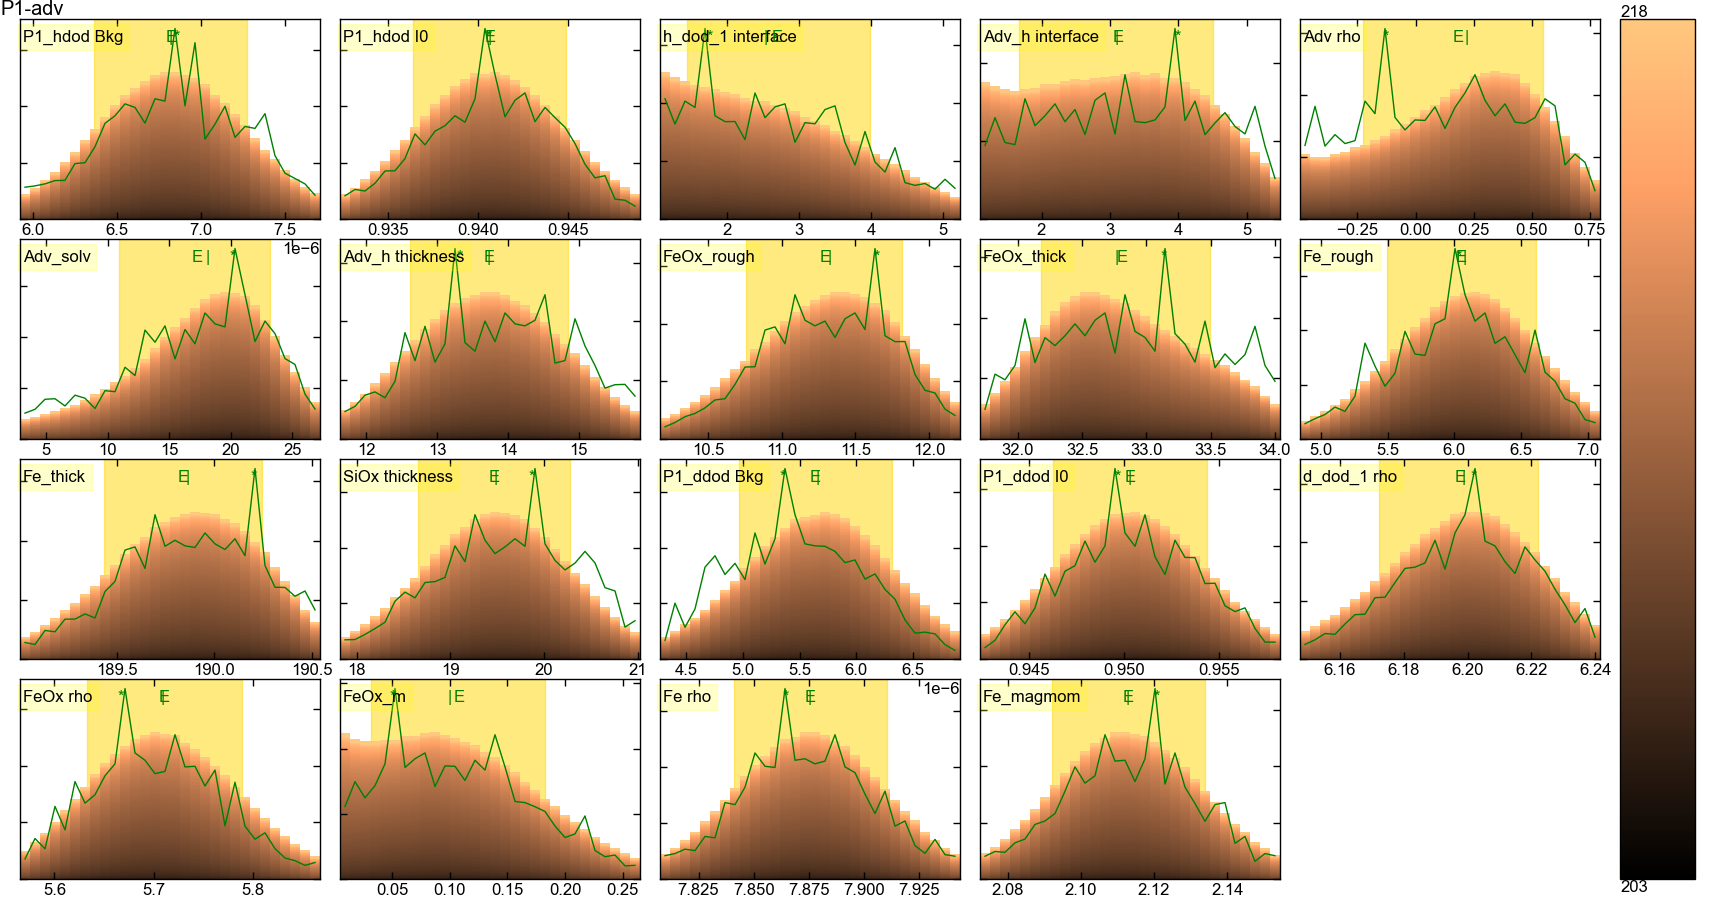 P1-adv
218
P1_hdod Bkg E
P1_hdod I0 E
h_dod_1 interface E
Adv_h interface E
Adv rho E
6.0 6.5 7.0 7.5
0.935 0.940 0.945
2 3 4 5
2 3 4 5
−0.25 0.00 0.25 0.50 0.75
Adv_solv E 1e−6
Adv_h thickness E
FeOx_rough E
FeOx_thick E
Fe_rough E
5 10 15 20 25
12 13 14 15
10.5 11.0 11.5 12.0
32.0 32.5 33.0 33.5 34.0
5.0 5.5 6.0 6.5 7.0
Fe_thick E
SiOx thickness E
P1_ddod Bkg E
P1_ddod I0 E
d_dod_1 rho E
189.5 190.0 190.5
18 19 20 21
4.5 5.0 5.5 6.0 6.5
0.945 0.950 0.955
6.16 6.18 6.20 6.22 6.24
FeOx rho E
FeOx_m E
Fe rho E 1e−6
Fe_magmom E
5.6 5.7 5.8
0.05 0.10 0.15 0.20 0.25
7.825 7.850 7.875 7.900 7.925
2.08 2.10 2.12 2.14
203